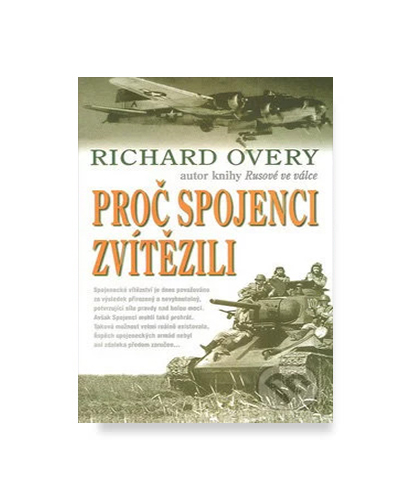 RICHARD OVERY
autor knihy Rusové ve válce
PROČ SPOJENCI
ZVÍTĚZILI
Spojenecké vítězství je dnes považováno
za výsledek přirozený a nevyhnutelný,
potvrzující sílu pravdy nad holou mocí.
Avšak Spojenci mohli také prohrát.
Taková možnost velmi reálně existovala.
Úspěch spojeneckých armád nebyl
ani zdaleka předem zaručen...